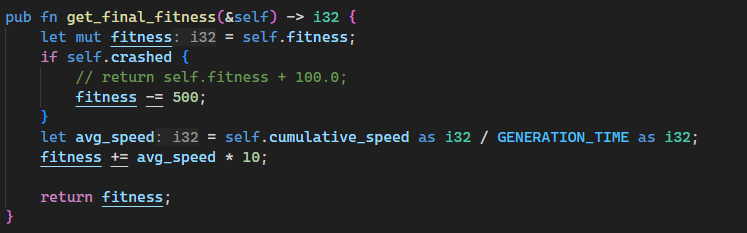 pub fn get_final_fitness(&self) -> i32 {
    let mut fitness: i32 = self.fitness;
    if self.crashed {
        // return self.fitness + 100.0;
        fitness -= 500;
    }
    let avg_speed: i32 = self.cumulative_speed as i32 / GENERATION_TIME as i32;
    fitness += avg_speed * 10;

    return fitness;
}